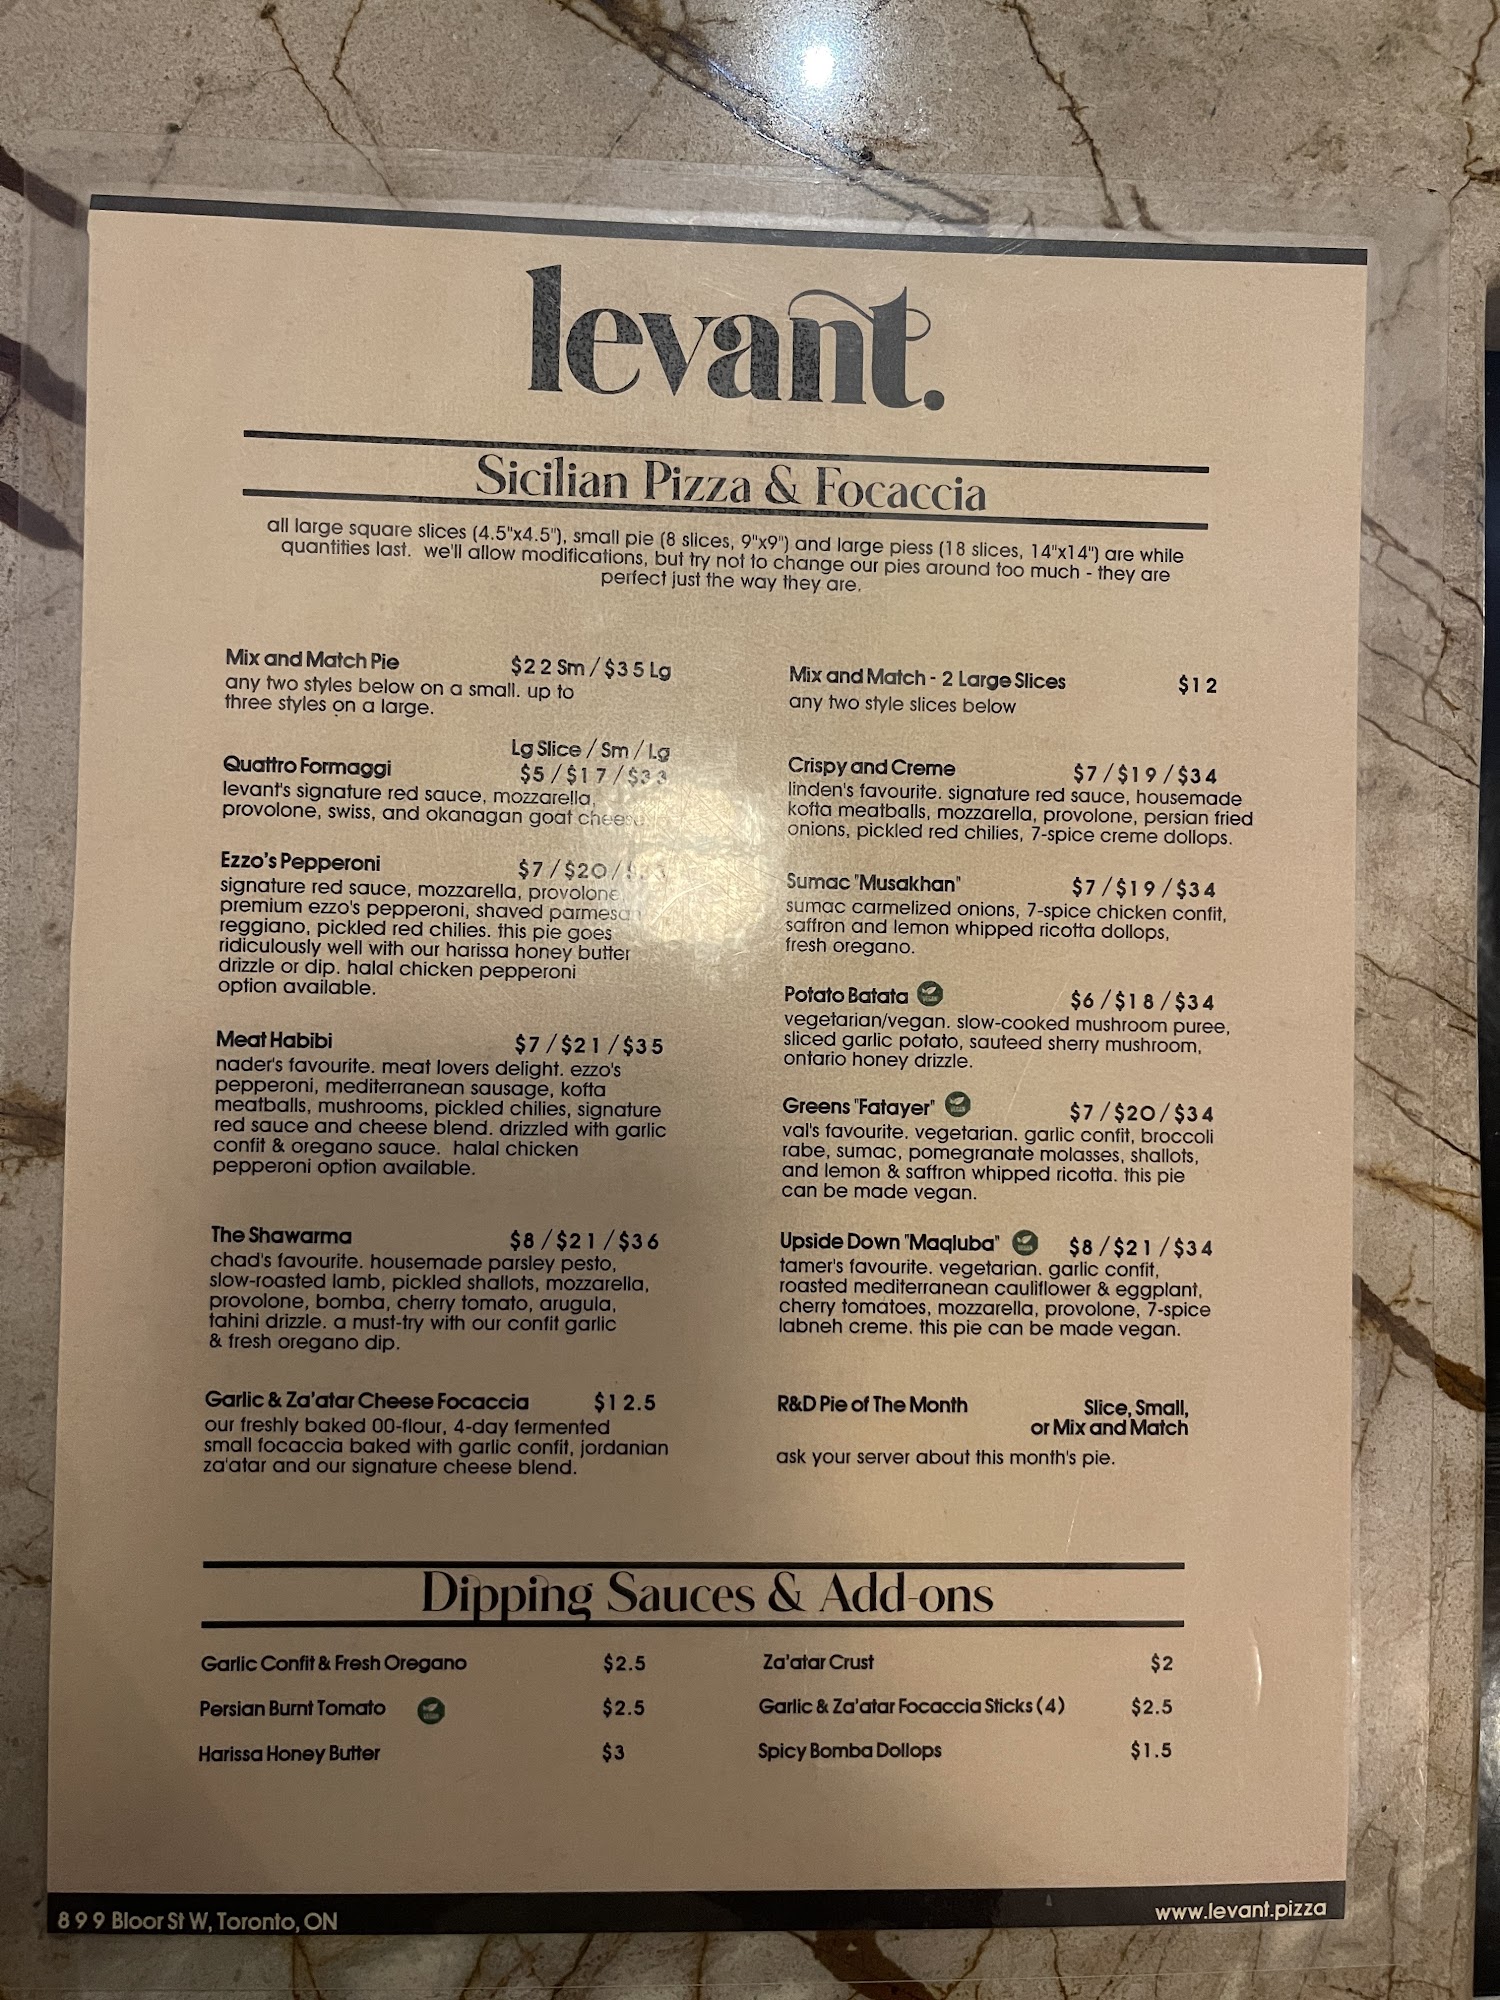 levant.
Sicilian Pizza & Focaccia
all large square slices (4.5"x4.5"), small pie (8 slices, 9"x9") and large piess (18 slices, 14"x14") are while
quantities last. we'll allow modifications, but try not to change our pies around too much - they are
perfect just the way they are.
Mix and Match Pie $22 Sm / $35 Lg
any two styles below on a small. up to
three styles on a large.
Lg Slice / Sm / Lg
Quattro Formaggi $5 / $17 / $33
levant's signature red sauce, mozzarella,
provolone, swiss, and okanagan goat cheese.
Ezzo's Pepperoni $7 / $20 /
signature red sauce, mozzarella, provolone,
premium ezzo's pepperoni, shaved parmesan
reggiano, pickled red chilies. this pie goes
ridiculously well with our harissa honey butter
drizzle or dip. halal chicken pepperoni
option available.
Meat Habibi $7 / $21 / $35
nader's favourite. meat lovers delight. ezzo's
pepperoni, mediterranean sausage, kofta
meatballs, mushrooms, pickled chilies, signature
red sauce and cheese blend. drizzled with garlic
confit & oregano sauce. halal chicken
pepperoni option available.
The Shawarma $8 / $21 / $36
chad's favourite. housemade parsley pesto,
slow-roasted lamb, pickled shallots, mozzarella,
provolone, bomba, cherry tomato, arugula,
tahini drizzle. a must-try with our confit garlic
& fresh oregano dip.
Garlic & Za'atar Cheese Focaccia $12.5
our freshly baked 00-flour, 4-day fermented
small focaccia baked with garlic confit, jordanian
za'atar and our signature cheese blend.
Mix and Match - 2 Large Slices $12
any two style slices below
Crispy and Creme $7 / $19 / $34
linden's favourite. signature red sauce, housemade
kofta meatballs, mozzarella, provolone, persian fried
onions, pickled red chilies, 7-spice creme dollops.
Sumac "Musakhan" $7 / $19 / $34
sumac carmelized onions, 7-spice chicken confit,
saffron and lemon whipped ricotta dollops,
fresh oregano.
Potato Batata VEGAN $6 / $18 / $34
vegetarian/vegan. slow-cooked mushroom puree,
sliced garlic potato, sauteed sherry mushroom,
ontario honey drizzle.
Greens "Fatayer" VEGAN $7 / $20 / $34
val's favourite. vegetarian. garlic confit, broccoli
rabe, sumac, pomegranate molasses, shallots,
and lemon & saffron whipped ricotta. this pie
can be made vegan.
Upside Down "Maqluba" VEGAN $8 / $21 / $34
tamer's favourite. vegetarian. garlic confit,
roasted mediterranean cauliflower & eggplant,
cherry tomatoes, mozzarella, provolone, 7-spice
labneh creme. this pie can be made vegan.
R&D Pie of The Month Slice, Small,
or Mix and Match
ask your server about this month's pie.
Dipping Sauces & Add-ons
Garlic Confit & Fresh Oregano $2.5
Persian Burnt Tomato VEGAN $2.5
Harissa Honey Butter $3
Za'atar Crust $2
Garlic & Za'atar Focaccia Sticks (4) $2.5
Spicy Bomba Dollops $1.5
899 Bloor St W, Toronto, ON
www.levant.pizza